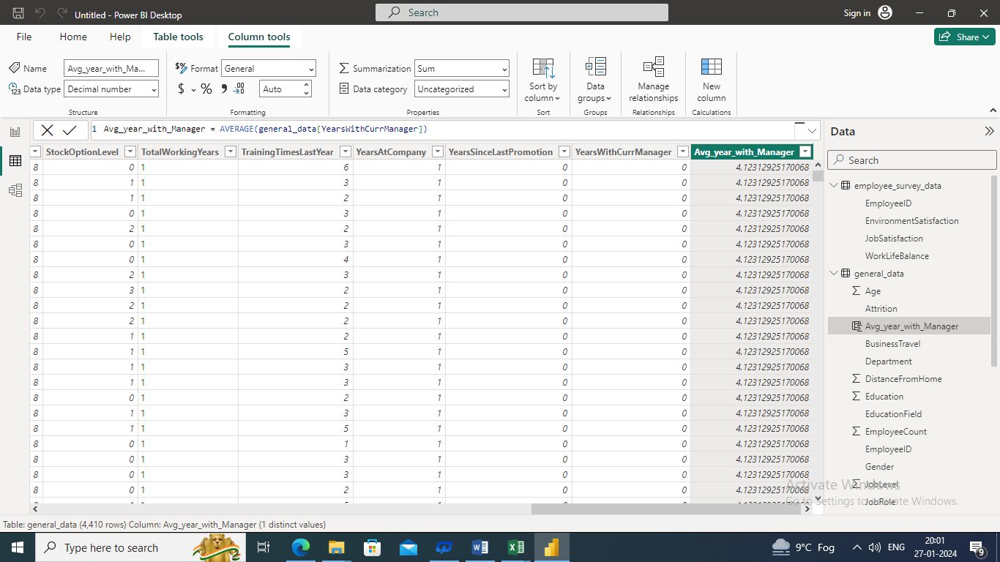 Untitled - Power BI Desktop
Search
Sign in
File Home Help Table tools Column tools
Share
Name Avg_year_with_Ma...
$% Format General
Summarization Sum
Data type Decimal number
$ % 9 .00 Auto
Data category Uncategorized
Sort by column
Data groups
Manage relationships
New column
Structure Formatting Properties Sort Groups Relationships Calculations
1 Avg_year_with_Manager = AVERAGE(general_data[YearsWithCurrManager])
StockOptionLevel TotalWorkingYears TrainingTimesLastYear YearsAtCompany YearsSinceLastPromotion YearsWithCurrManager Avg_year_with_Manager
8 0 1 6 1 0 0 4.12312925170068
8 1 1 3 1 0 0 4.12312925170068
8 1 1 2 1 0 0 4.12312925170068
8 0 1 3 1 0 0 4.12312925170068
8 2 1 2 1 0 0 4.12312925170068
8 0 1 3 1 0 0 4.12312925170068
8 0 1 4 1 0 0 4.12312925170068
8 2 1 3 1 0 0 4.12312925170068
8 3 1 2 1 0 0 4.12312925170068
8 2 1 2 1 0 0 4.12312925170068
8 2 1 2 1 0 0 4.12312925170068
8 1 1 2 1 0 0 4.12312925170068
8 1 1 5 1 0 0 4.12312925170068
8 1 1 3 1 0 0 4.12312925170068
8 1 1 3 1 0 0 4.12312925170068
8 0 1 2 1 0 0 4.12312925170068
8 1 1 3 1 0 0 4.12312925170068
8 1 1 5 1 0 0 4.12312925170068
8 0 1 1 1 0 0 4.12312925170068
8 0 1 3 1 0 0 4.12312925170068
8 0 1 3 1 0 0 4.12312925170068
8 0 1 2 1 0 0 4.12312925170068
Data
Search
employee_survey_data
EmployeeID
EnvironmentSatisfaction
JobSatisfaction
WorkLifeBalance
general_data
Age
Attrition
Avg_year_with_Manager
BusinessTravel
Department
DistanceFromHome
Education
EducationField
EmployeeCount
EmployeeID
Gender
JobLevel
JobRole
Activate Windows
Go to Settings to activate Windows.
Table: general_data (4,410 rows) Column: Avg_year_with_Manager (1 distinct values)
Type here to search
9°C Fog
ENG
20:01
27-01-2024
9